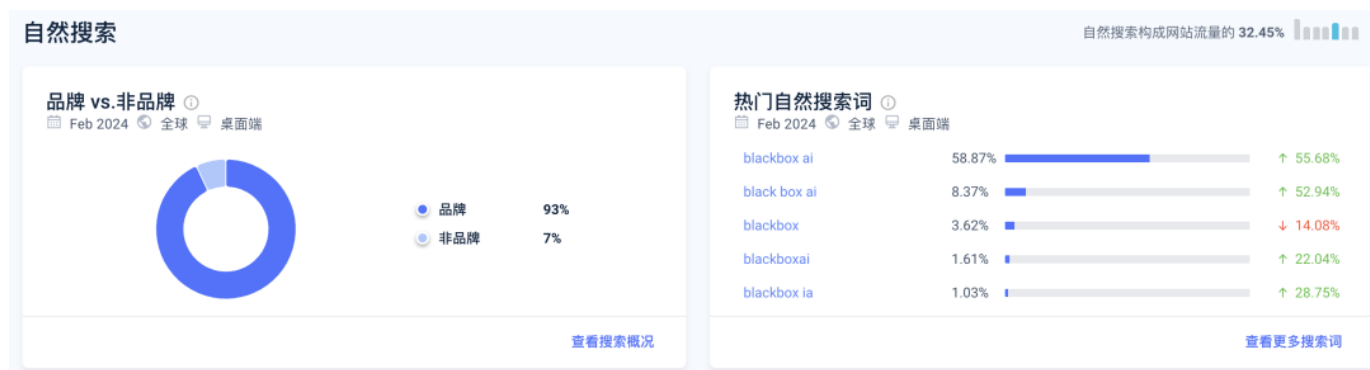 自然搜索
自然搜索构成网站流量的 32.45%
品牌 vs.非品牌
Feb 2024 全球 桌面端
品牌 93%
非品牌 7%
查看搜索概况
热门自然搜索词
Feb 2024 全球 桌面端
blackbox ai 58.87% ↑ 55.68%
black box ai 8.37% ↑ 52.94%
blackbox 3.62% ↓ 14.08%
blackboxai 1.61% ↑ 22.04%
blackbox ia 1.03% ↑ 28.75%
查看更多搜索词